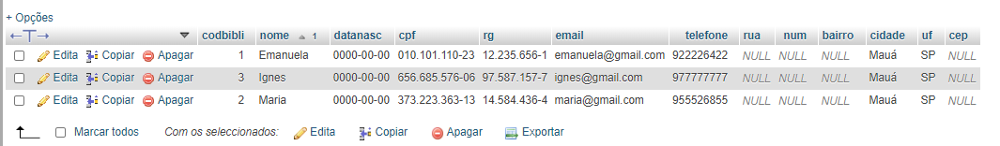 + Opções
←T→ ▼ codbibli nome ▲ 1 datanasc cpf rg email telefone rua num bairro cidade uf cep
Edita Copiar Apagar 1 Emanuela 0000-00-00 010.101.110-23 12.235.656-1 emanuela@gmail.com 922226422 NULL NULL NULL Mauá SP NULL
Edita Copiar Apagar 3 Ignes 0000-00-00 656.685.576-06 97.587.157-7 ignes@gmail.com 977777777 NULL NULL NULL Mauá SP NULL
Edita Copiar Apagar 2 Maria 0000-00-00 373.223.363-13 14.584.436-4 maria@gmail.com 955526855 NULL NULL NULL Mauá SP NULL
Marcar todos Com os seleccionados: Edita Copiar Apagar Exportar